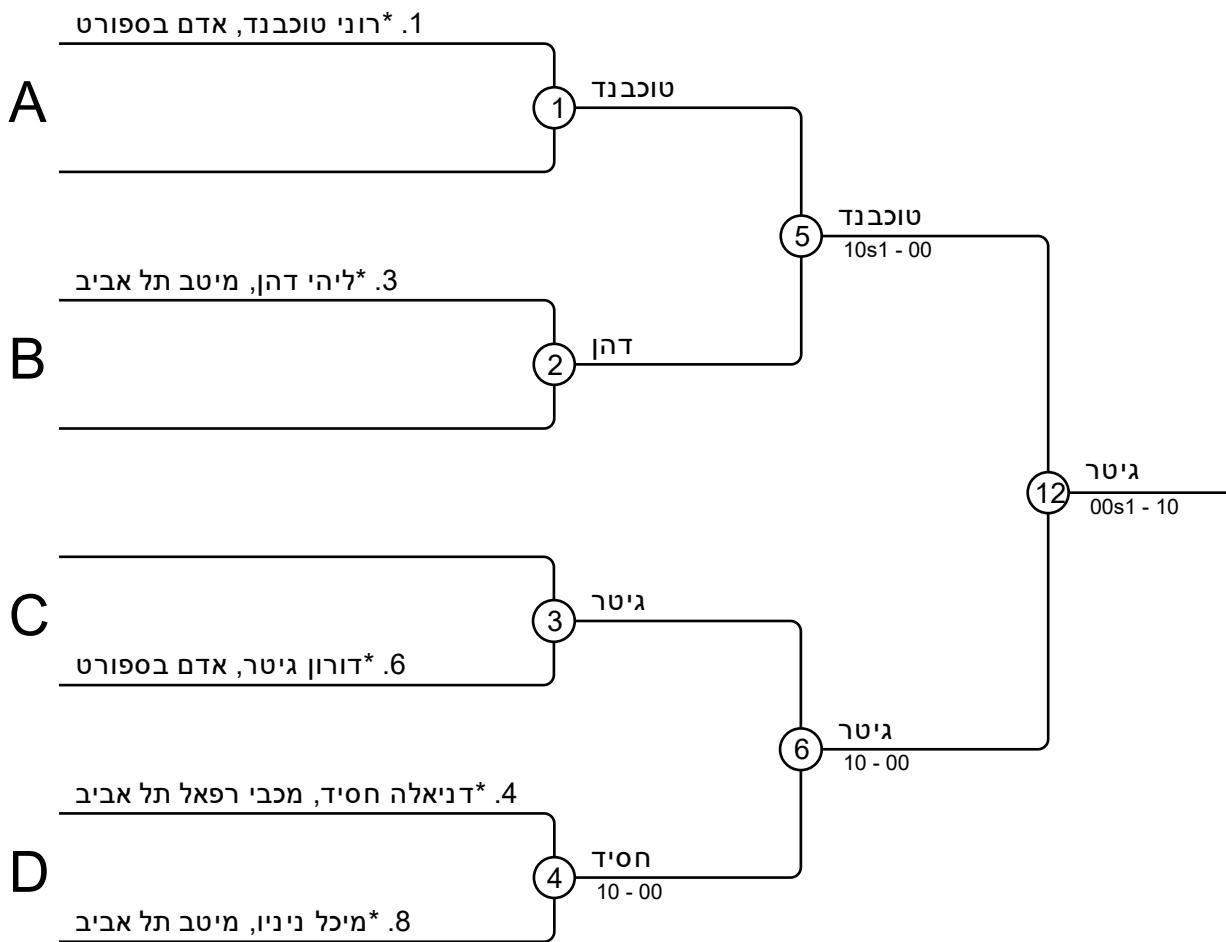 1. *רוני טוכבנד, אדם בספורט
A
1
טוכבנד
5
טוכבנד
10s1 - 00
3. *ליהי דהן, מיטב תל אביב
B
2
דהן
12
גיטר
00s1 - 10
C
3
גיטר
6. *דורון גיטר, אדם בספורט
6
גיטר
10 - 00
4. *דניאלה חסיד, מכבי רפאל תל אביב
D
4
חסיד
10 - 00
8. *מיכל ניניו, מיטב תל אביב